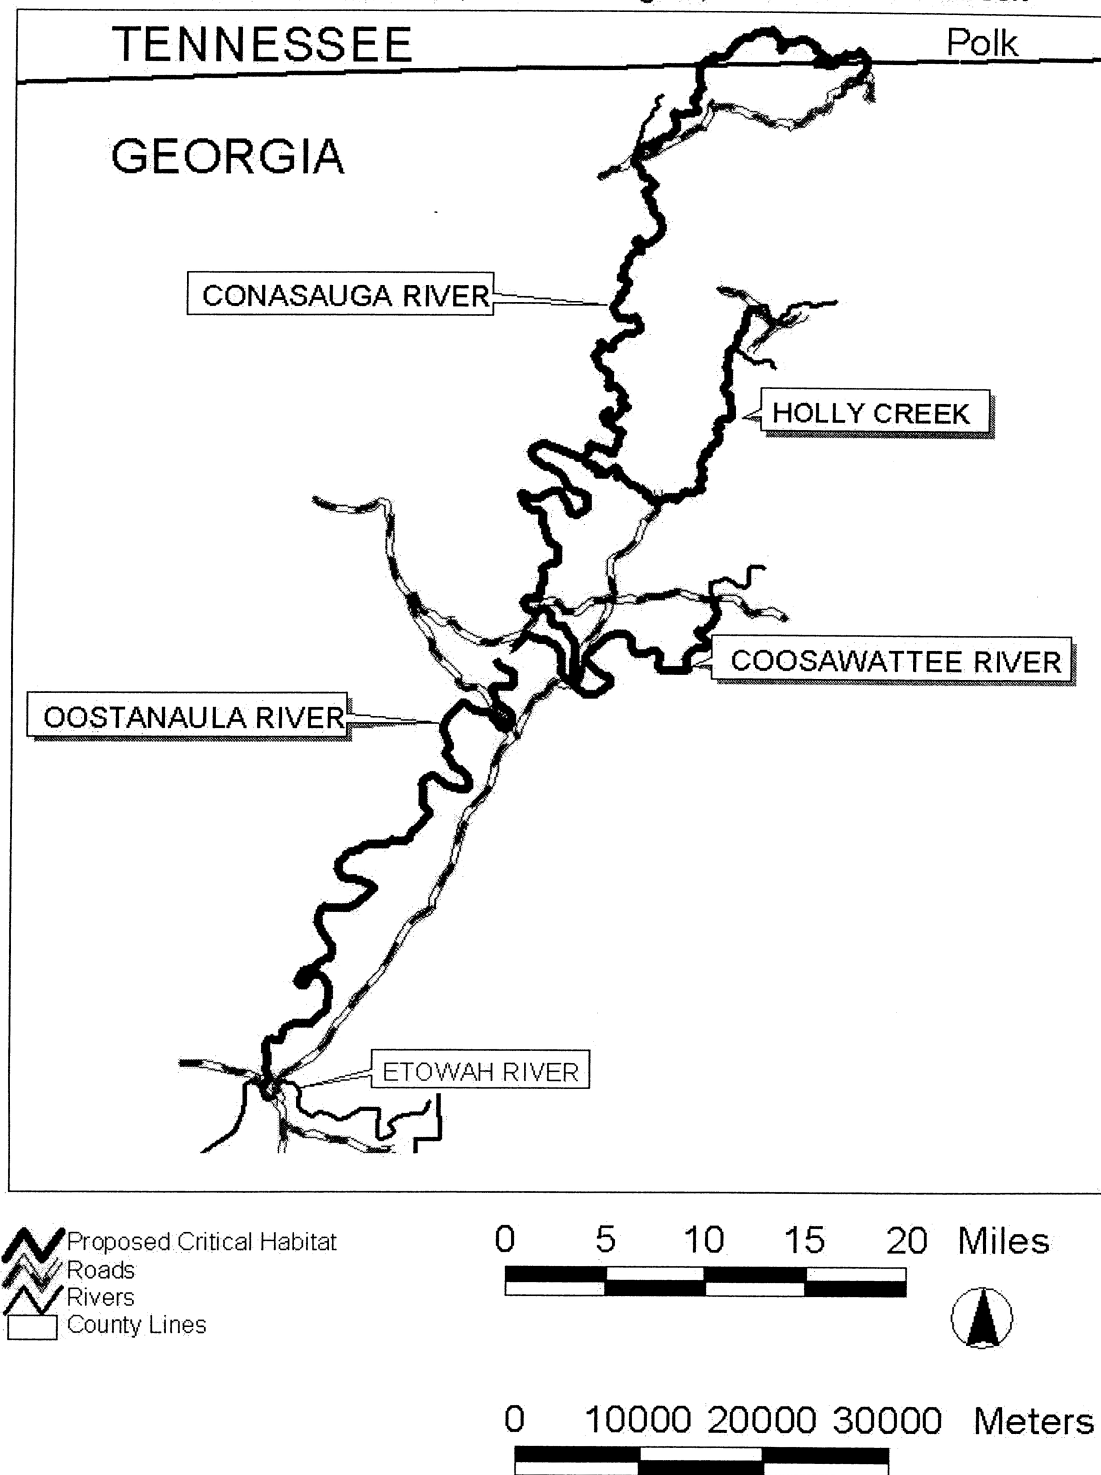 TENNESSEE
Polk
GEORGIA
CONASAUGA RIVER
HOLLY CREEK
COOSAWATTEE RIVER
OOSTANAULA RIVER
ETOWAH RIVER
Proposed Critical Habitat
Roads
Rivers
County Lines
0 5 10 15 20 Miles
0 10000 20000 30000 Meters